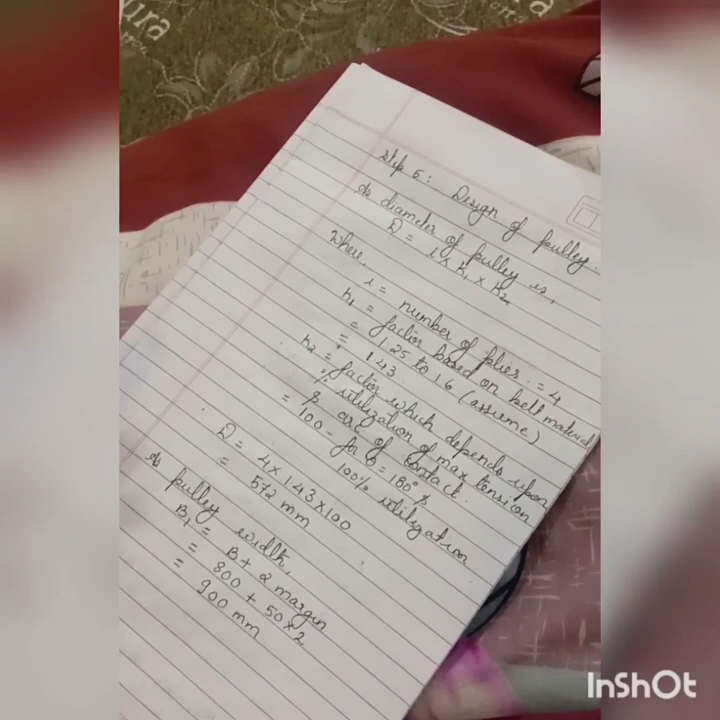 ura
Step 6: Design of pulley.
As diameter of pulley is,
D = i x K1 x K2
Where,
i = number of plies. = 4
K1 = factor based on belt material
= 1.25 to 1.6 (assume)
= 1.43
K2 = factor which depends upon
% utilization of max tension
& arc of contact.
= 100 - for θ = 180° &
100% utilization
D = 4 x 1.43 x 100
= 572 mm
As pulley width,
B1 = B + 2 margin
= 800 + 50 x 2
= 900 mm
InShOt